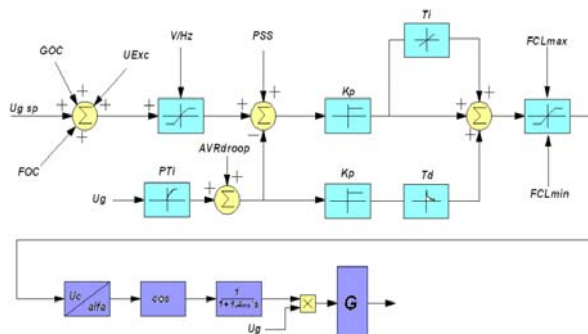 V/Hz
PSS
Ti
FCLmax
GOC
UExc
Kp
Ug sp
Σ
Σ
Σ
FOC
AVRdroop
PTi
Kp
Td
FCLmin
Ug
Σ
Uc
alfa
cos
1
G
Ug